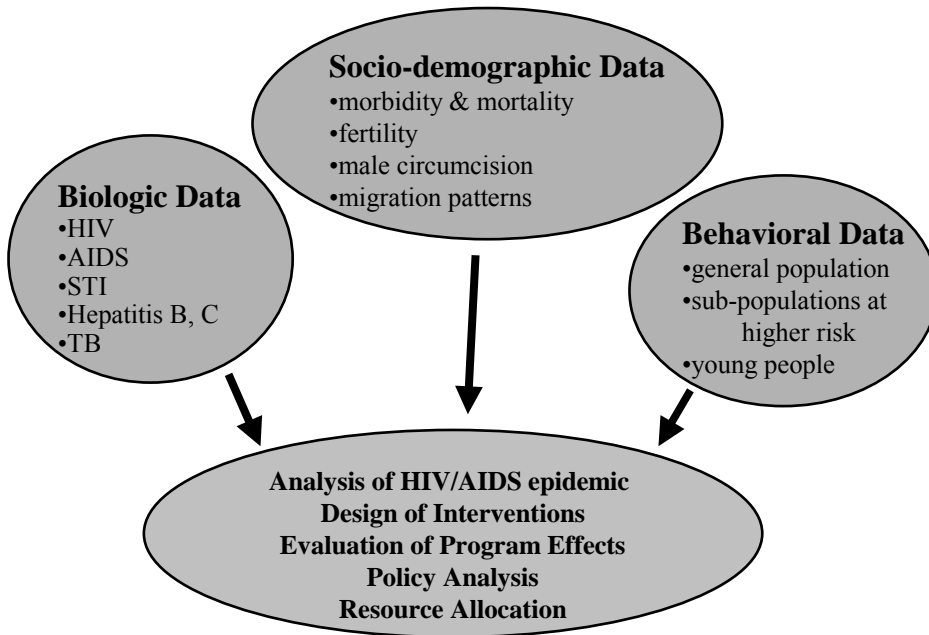 Socio-demographic Data
•morbidity & mortality
•fertility
•male circumcision
•migration patterns
Biologic Data
•HIV
•AIDS
•STI
•Hepatitis B, C
•TB
Behavioral Data
•general population
•sub-populations at
higher risk
•young people
Analysis of HIV/AIDS epidemic
Design of Interventions
Evaluation of Program Effects
Policy Analysis
Resource Allocation